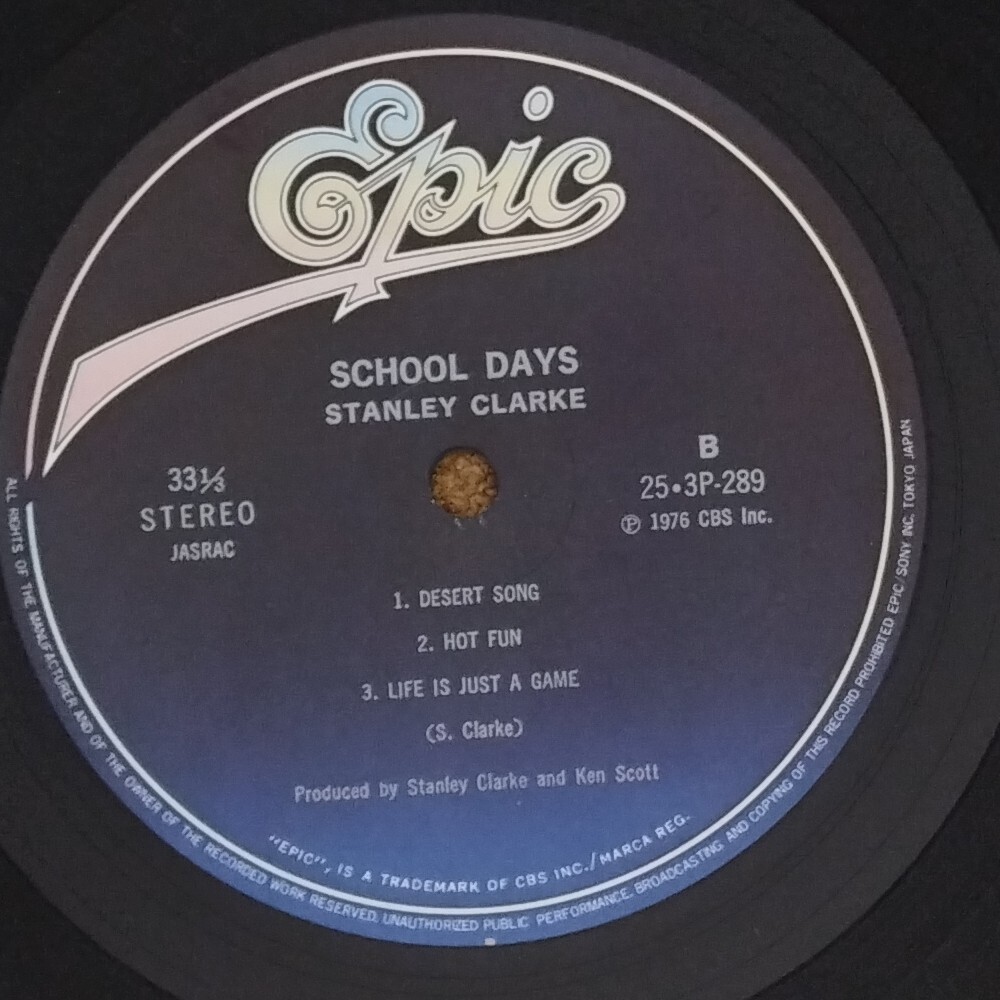 Epic
SCHOOL DAYS
STANLEY CLARKE
33⅓
STEREO
JASRAC
B
25•3P-289
Ⓟ 1976 CBS Inc.
1. DESERT SONG
2. HOT FUN
3. LIFE IS JUST A GAME
(S. Clarke)
Produced by Stanley Clarke and Ken Scott
"EPIC", IS A TRADEMARK OF CBS INC./MARCA REG.
ALL RIGHTS OF THE MANUFACTURER AND OF THE OWNER OF THE RECORDED WORK RESERVED. UNAUTHORIZED PUBLIC PERFORMANCE, BROADCASTING AND COPYING OF THIS RECORD PROHIBITED EPIC/SONY INC. TOKYO JAPAN